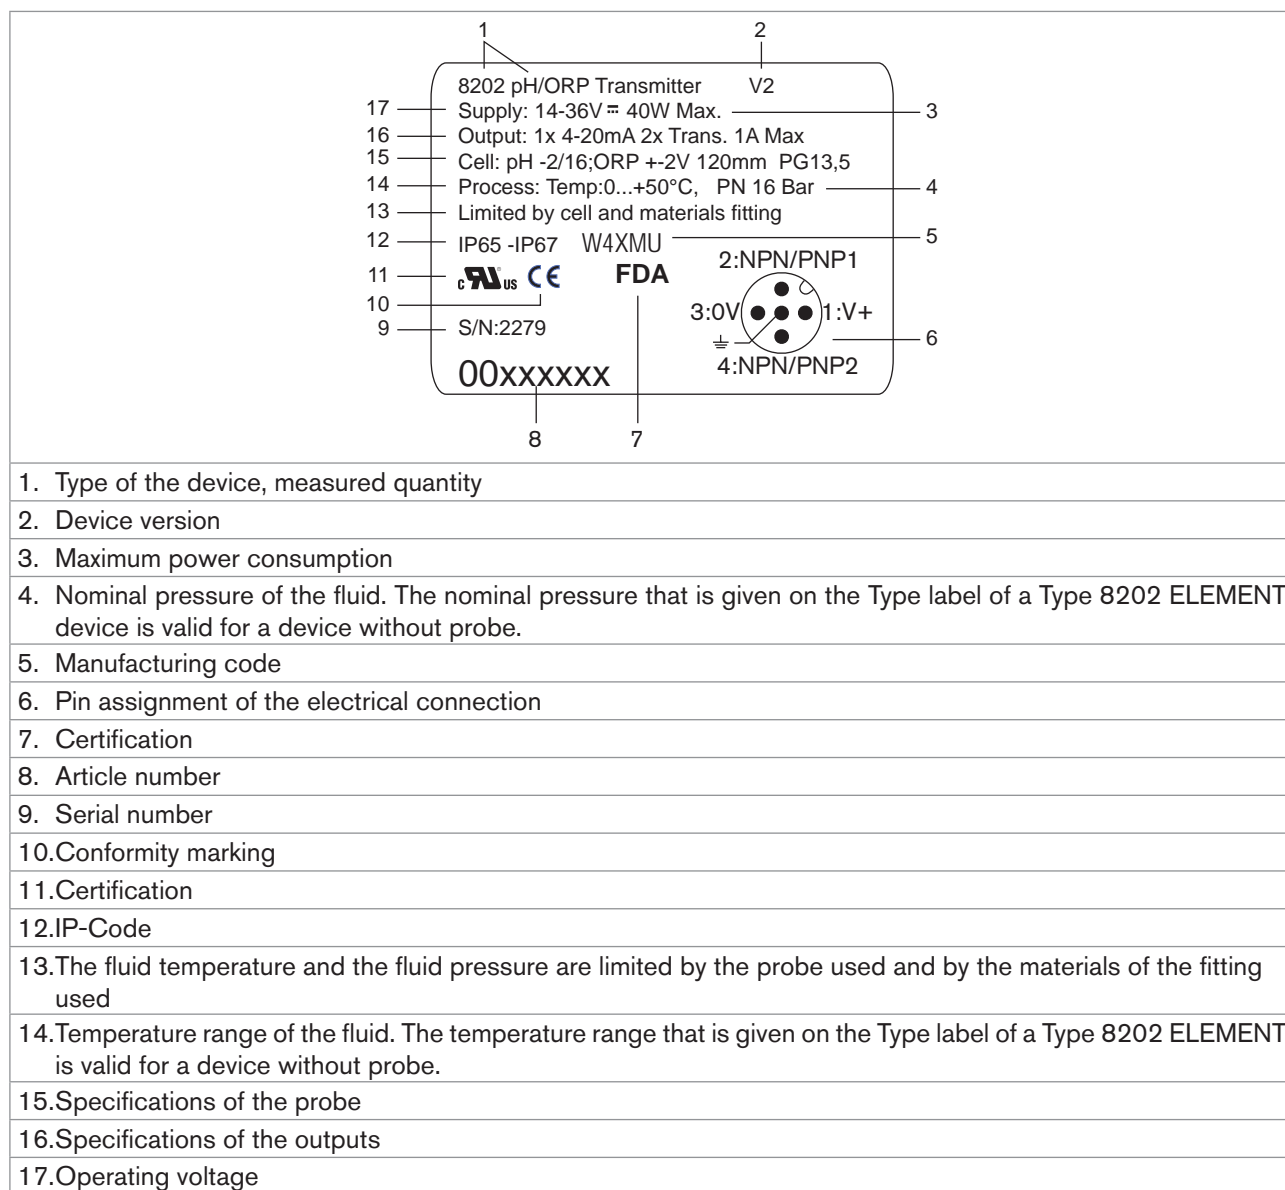 1 2
8202 pH/ORP Transmitter V2
17 Supply: 14-36V ⎓ 40W Max. 3
16 Output: 1x 4-20mA 2x Trans. 1A Max
15 Cell: pH -2/16;ORP +-2V 120mm PG13,5
14 Process: Temp:0...+50°C, PN 16 Bar 4
13 Limited by cell and materials fitting
12 IP65 -IP67 W4XMU 5
2:NPN/PNP1
11 c RU US CE FDA
10
3:0V 1:V+
9 S/N:2279 6
4:NPN/PNP2
00xxxxxx
8 7
1. Type of the device, measured quantity
2. Device version
3. Maximum power consumption
4. Nominal pressure of the fluid. The nominal pressure that is given on the Type label of a Type 8202 ELEMENT
device is valid for a device without probe.
5. Manufacturing code
6. Pin assignment of the electrical connection
7. Certification
8. Article number
9. Serial number
10.Conformity marking
11.Certification
12.IP-Code
13.The fluid temperature and the fluid pressure are limited by the probe used and by the materials of the fitting
used
14.Temperature range of the fluid. The temperature range that is given on the Type label of a Type 8202 ELEMENT
is valid for a device without probe.
15.Specifications of the probe
16.Specifications of the outputs
17.Operating voltage